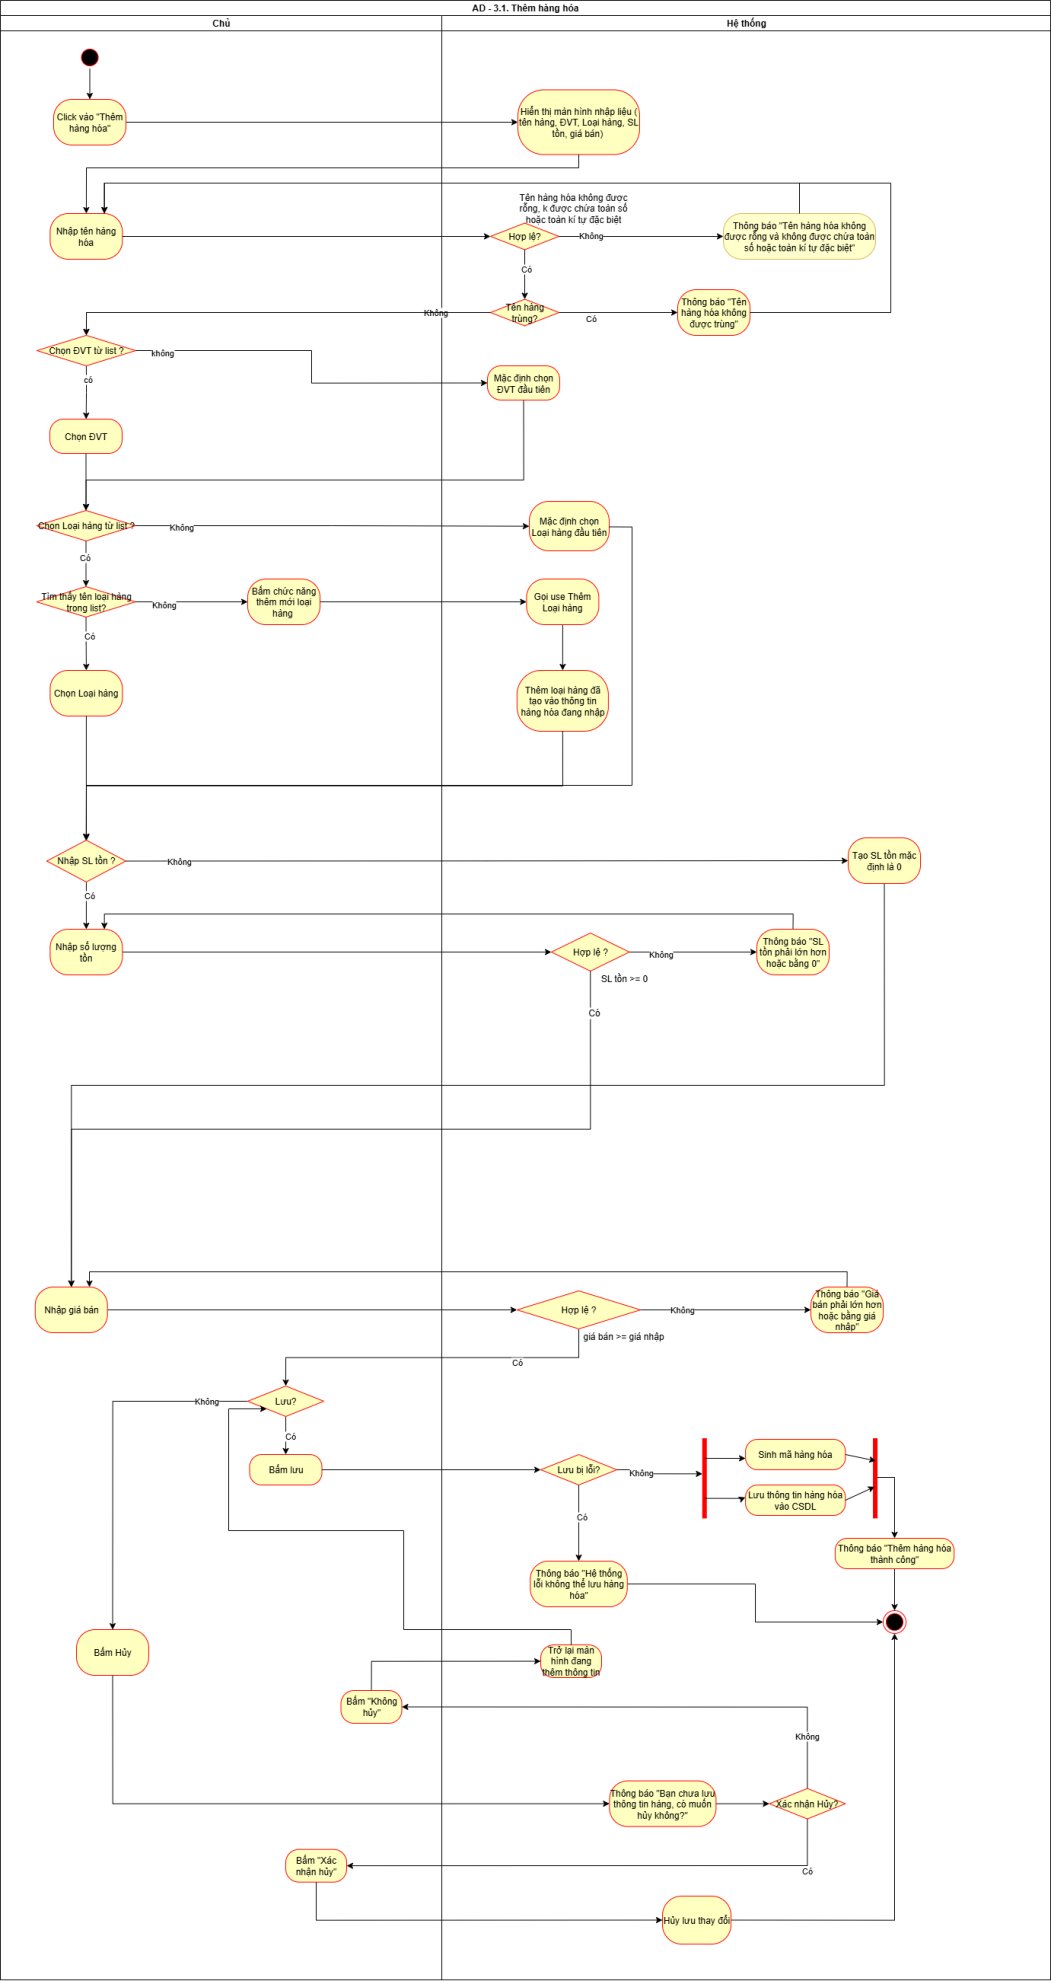 AD - 3.1. Thêm hàng hóa
Chủ
Hệ thống
Click vào "Thêm
hàng hóa"
Hiển thị màn hình nhập liệu (
tên hàng, ĐVT, Loại hàng, SL
tồn, giá bán)
Tên hàng hóa không được
rỗng, k được chứa toàn số
hoặc toàn kí tự đặc biệt
Nhập tên hàng
hóa
Hợp lệ?
Không
Thông báo "Tên hàng hóa không
được rỗng và không được chứa toàn
số hoặc toàn kí tự đặc biệt"
Có
Tên hàng
trùng?
Không
Có
Thông báo "Tên
hàng hóa không
được trùng"
Chọn ĐVT từ list ?
không
có
Mặc định chọn
ĐVT đầu tiên
Chọn ĐVT
Chọn Loại hàng từ list ?
Không
Mặc định chọn
Loại hàng đầu tiên
Có
Tìm thấy tên loại hàng
trong list?
Không
Bấm chức năng
thêm mới loại
hàng
Gọi use Thêm
Loại hàng
Có
Chọn Loại hàng
Thêm loại hàng đã
tạo vào thông tin
hàng hóa đang nhập
Nhập SL tồn ?
Không
Tạo SL tồn mặc
định là 0
Có
Nhập số lượng
tồn
Hợp lệ ?
Không
Thông báo "SL
tồn phải lớn hơn
hoặc bằng 0"
SL tồn >= 0
Có
Nhập giá bán
Hợp lệ ?
Không
Thông báo "Giá
bán phải lớn hơn
hoặc bằng giá
nhập"
giá bán >= giá nhập
Có
Lưu?
Không
Có
Bấm lưu
Lưu bị lỗi?
Không
Sinh mã hàng hóa
Lưu thông tin hàng hóa
vào CSDL
Có
Thông báo "Thêm hàng hóa
thành công"
Thông báo "Hệ thống
lỗi không thể lưu hàng
hóa"
Bấm Hủy
Trở lại màn
hình đang
thêm thông tin
Bấm "Không
hủy"
Không
Thông báo "Bạn chưa lưu
thông tin hàng, có muốn
hủy không?"
Xác nhận Hủy?
Có
Bấm "Xác
nhận hủy"
Hủy lưu thay đổi